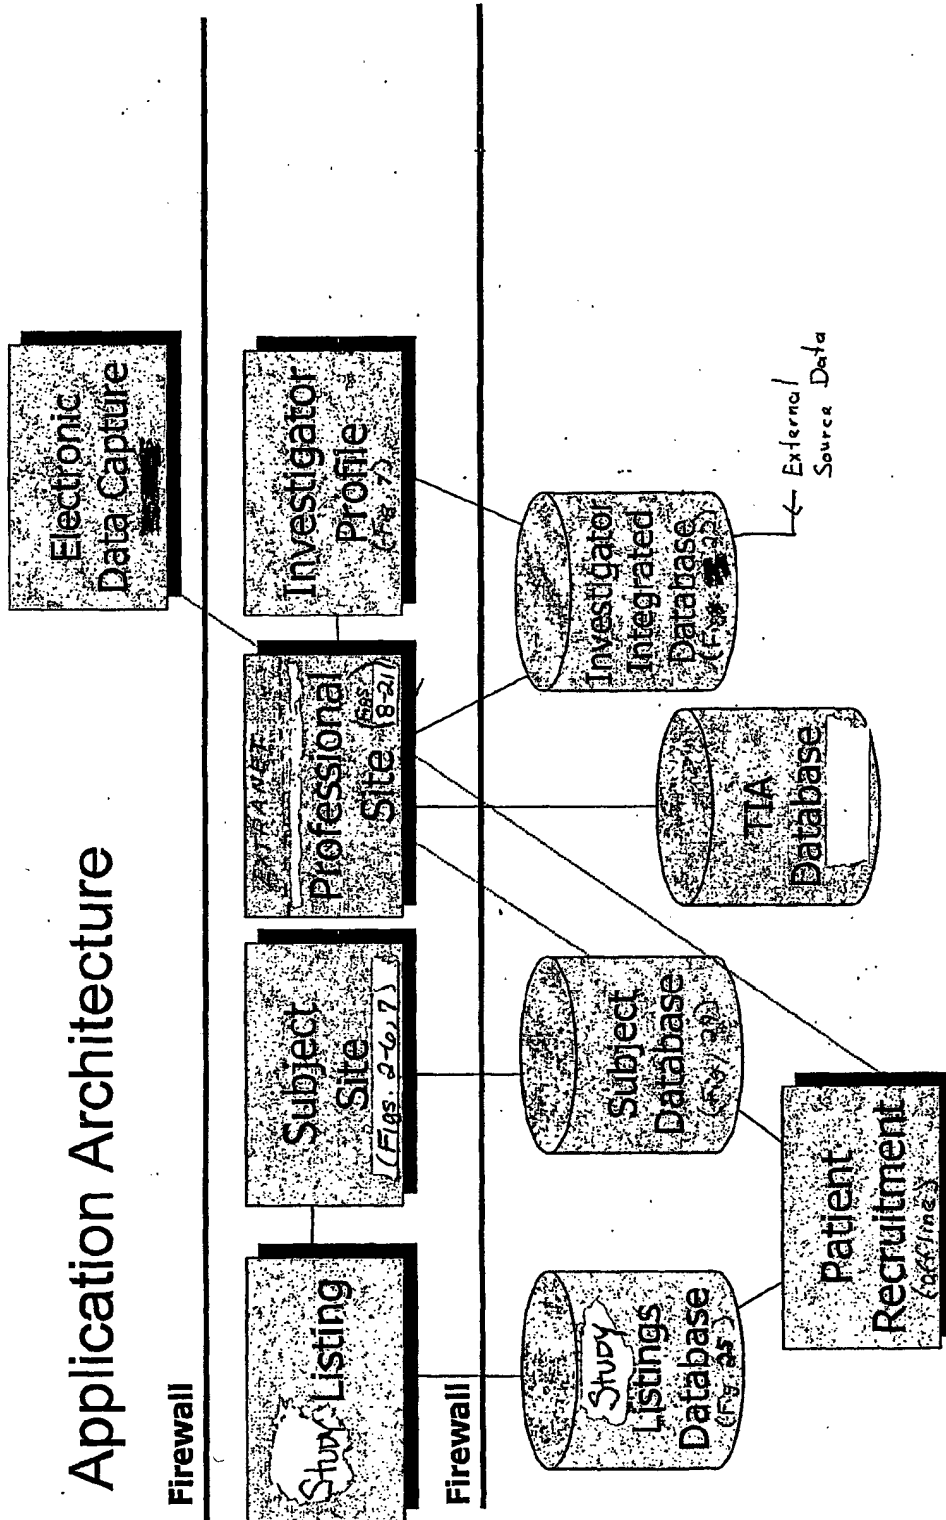 Application Architecture
Electronic
Data Capture
Firewall
Study Listing
Subject
Site
(Figs. 2-6, 7)
EXTRANET
Professional
Site (Figs.
8-21)
Investigator
Profile
(Fig. 7)
Firewall
Study
Listings
Database
(Fig. 25)
Subject
Database
TIA
Database
Investigator
Integrated
Database
External
Source Data
Patient
Recruitment
(offline)